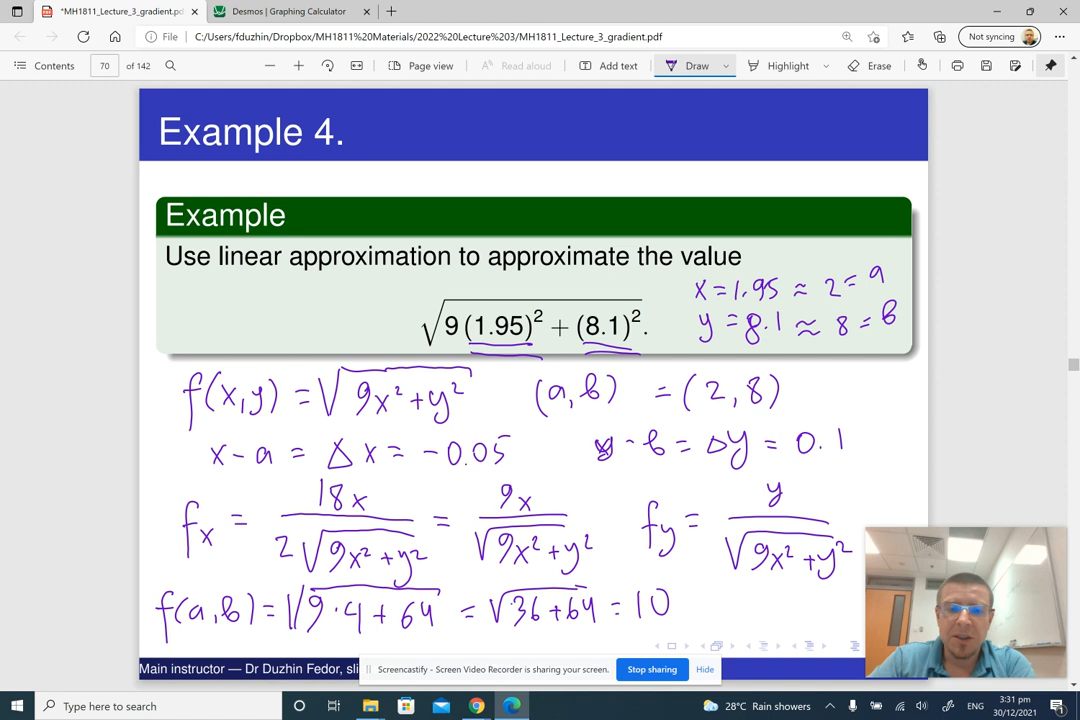 *MH1811_Lecture_3_gradient.pdf
Desmos | Graphing Calculator
File
C:/Users/fduzhin/Dropbox/MH1811%20Materials/2022%20Lecture%203/MH1811_Lecture_3_gradient.pdf
Not syncing
Contents
70 of 142
Page view
Read aloud
Add text
Draw
Highlight
Erase
Example 4.
Example
Use linear approximation to approximate the value
√9(1.95)² + (8.1)².
x = 1.95 ≈ 2 = a
y = 8.1 ≈ 8 = b
f(x,y) = √9x²+y² (a,b) = (2,8)
x-a = Δx = -0.05 y-b = Δy = 0.1
fx = 18x / 2√9x²+y² = 9x / √9x²+y² fy = y / √9x²+y²
f(a,b) = √9·4+64 = √36+64 = 10
Main instructor — Dr Duzhin Fedor, sli
Screencastify - Screen Video Recorder is sharing your screen.
Stop sharing
Hide
Type here to search
28°C Rain showers
ENG
3:31 pm
30/12/2021